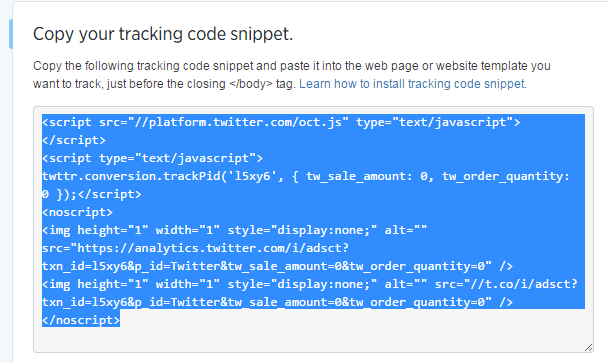 Copy your tracking code snippet.
Copy the following tracking code snippet and paste it into the web page or website template you
want to track, just before the closing </body> tag. Learn how to install tracking code snippet.
<script src="//platform.twitter.com/oct.js" type="text/javascript">
</script>
<script type="text/javascript">
twttr.conversion.trackPid('l5xy6', { tw_sale_amount: 0, tw_order_quantity:
0 });</script>
<noscript>
<img height="1" width="1" style="display:none;" alt=""
src="https://analytics.twitter.com/i/adsct?
txn_id=l5xy6&p_id=Twitter&tw_sale_amount=0&tw_order_quantity=0" />
<img height="1" width="1" style="display:none;" alt="" src="//t.co/i/adsct?
txn_id=l5xy6&p_id=Twitter&tw_sale_amount=0&tw_order_quantity=0" />
</noscript>